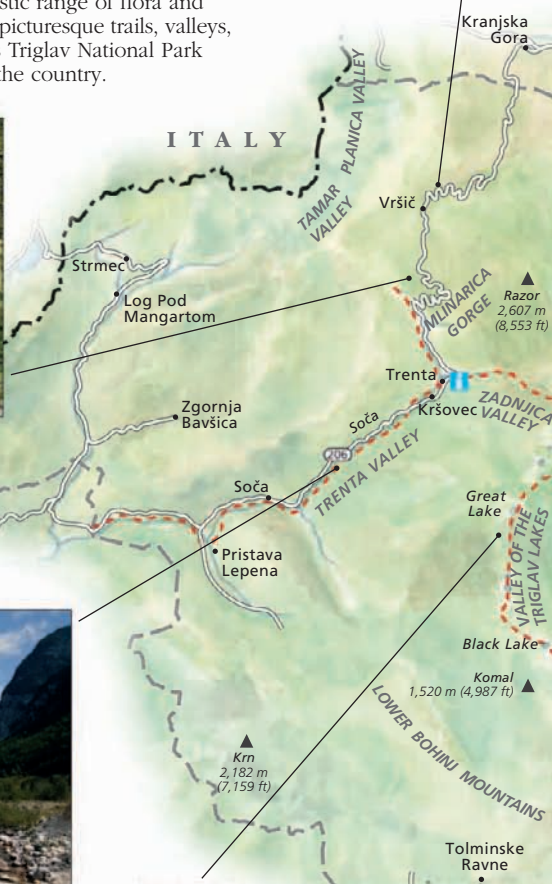 stic range of flora and
picturesque trails, valleys,
Triglav National Park
the country.
Kranjska
Gora
ITALY
PLANICA VALLEY
TAMAR
VALLEY
Vršič
Strmec
Log Pod
Mangartom
MLINARICA
GORGE
Razor
2,607 m
(8,553 ft)
Trenta
i
Kršovec
ZADNJICA
VALLEY
Zgornja
Bavšica
Soča
206
TRENTA VALLEY
Soča
Great
Lake
Pristava
Lepena
VALLEY OF THE
TRIGLAV LAKES
Black Lake
Komal
1,520 m (4,987 ft)
LOWER BOHINJ MOUNTAINS
Krn
2,182 m
(7,159 ft)
Tolminske
Ravne